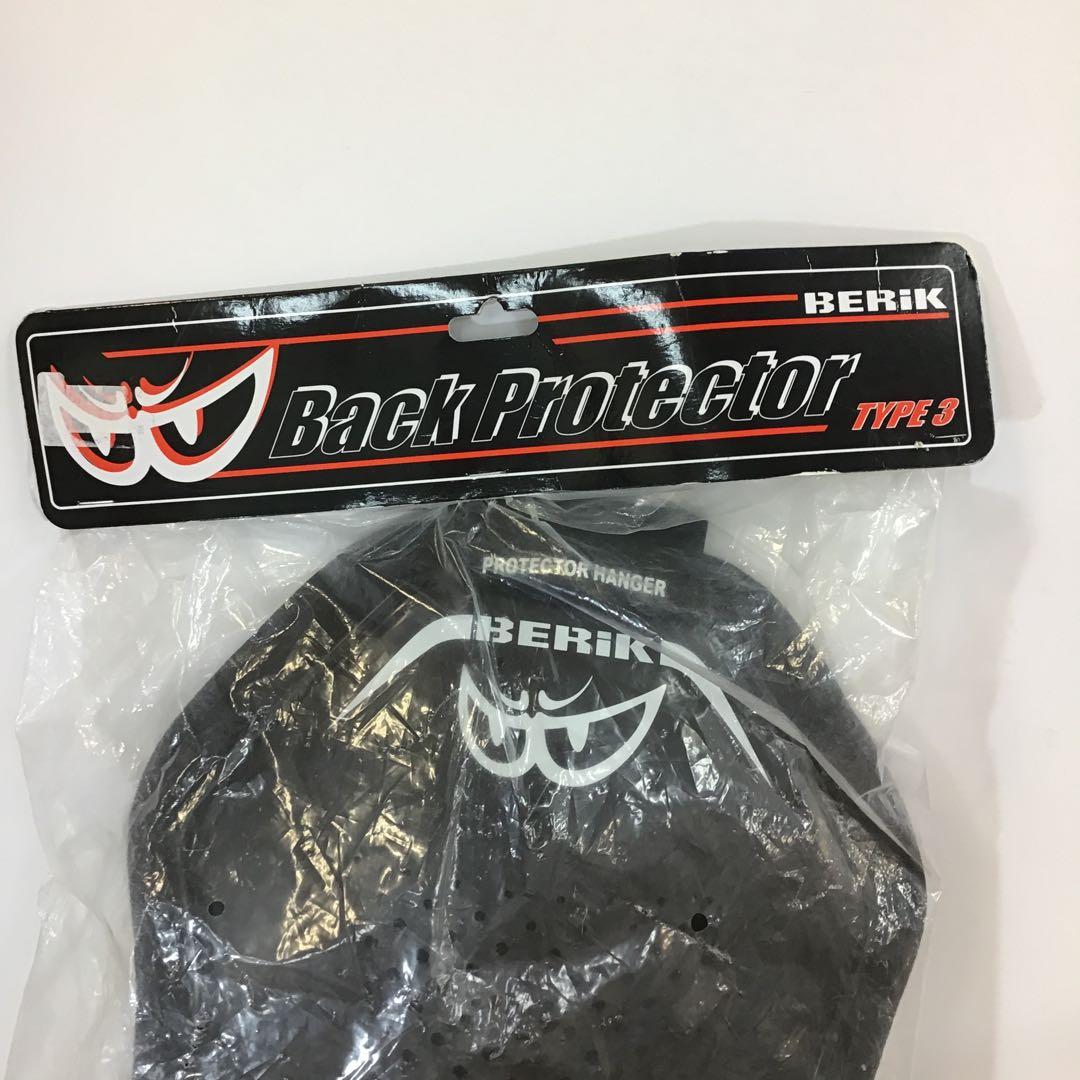 BERiK
Back Protector TYPE 3
PROTECTOR HANGER
BERiK